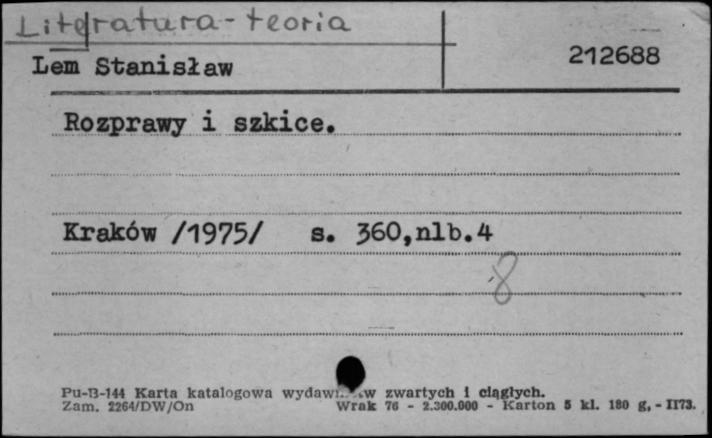 Literatura-teoria
Lem Stanisław
212688
Rozprawy i szkice.
Kraków /1975/ s. 360,nlb.4
8
Pu-B-144 Karta katalogowa zwartych i ciągłych.
Zam. 2264/DW/On Wrak 76 - 2.300.000 - Karton 5 kl. 180 g, - II73.